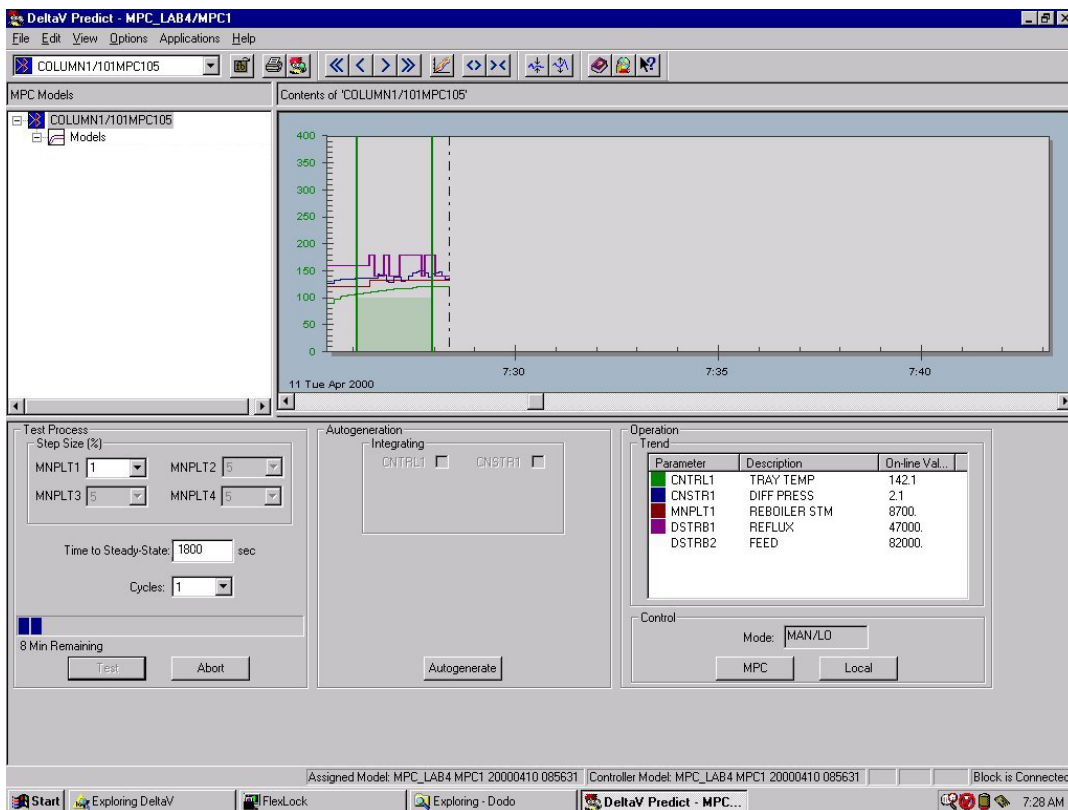 DeltaV Predict - MPC_LAB4/MPC1
File Edit View Options Applications Help
COLUMN1/101MPC105
MPC Models
Contents of 'COLUMN1/101MPC105'
COLUMN1/101MPC105
Models
400
350
300
250
200
150
100
50
0
7:30 7:35 7:40
11 Tue Apr 2000
Test Process
Step Size (%)
MNPLT1 1 MNPLT2 5
MNPLT3 5 MNPLT4 5
Time to Steady-State: 1800 sec
Cycles: 1
8 Min Remaining
Test Abort
Autogeneration
Integrating
CNTRL1 CNSTR1
Autogenerate
Operation
Trend
Parameter Description On-line Val...
CNTRL1 TRAY TEMP 142.1
CNSTR1 DIFF PRESS 2.1
MNPLT1 REBOILER STM 8700.
DSTRB1 REFLUX 47000.
DSTRB2 FEED 82000.
Control
Mode: MAN/LO
MPC Local
Assigned Model: MPC_LAB4 MPC1 20000410 085631 Controller Model: MPC_LAB4 MPC1 20000410 085631 Block is Connected
Start Exploring DeltaV FlexLock Exploring - Dodo DeltaV Predict - MPC... 7:28 AM